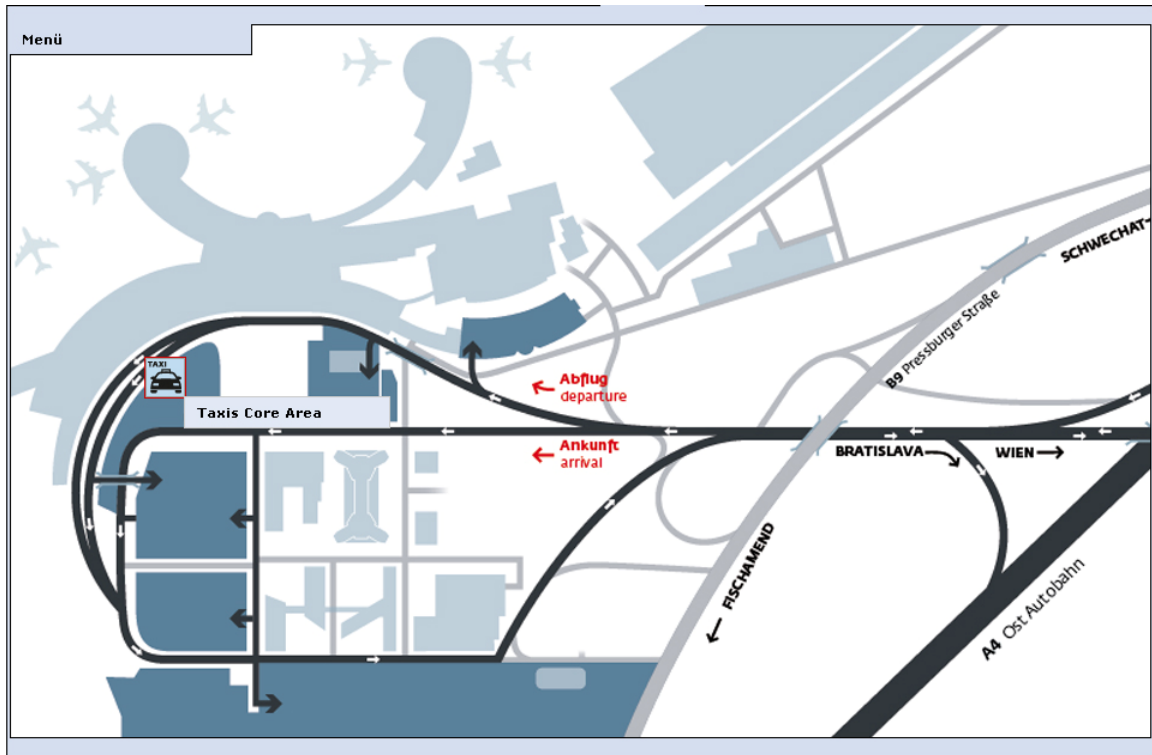 Menü
SCHWECHAT
B9 Pressburger Straße
TAXI
Abflug
departure
Taxis Core Area
Ankunft
arrival
BRATISLAVA
WIEN
FISCHAMEND
A4 Ost Autobahn